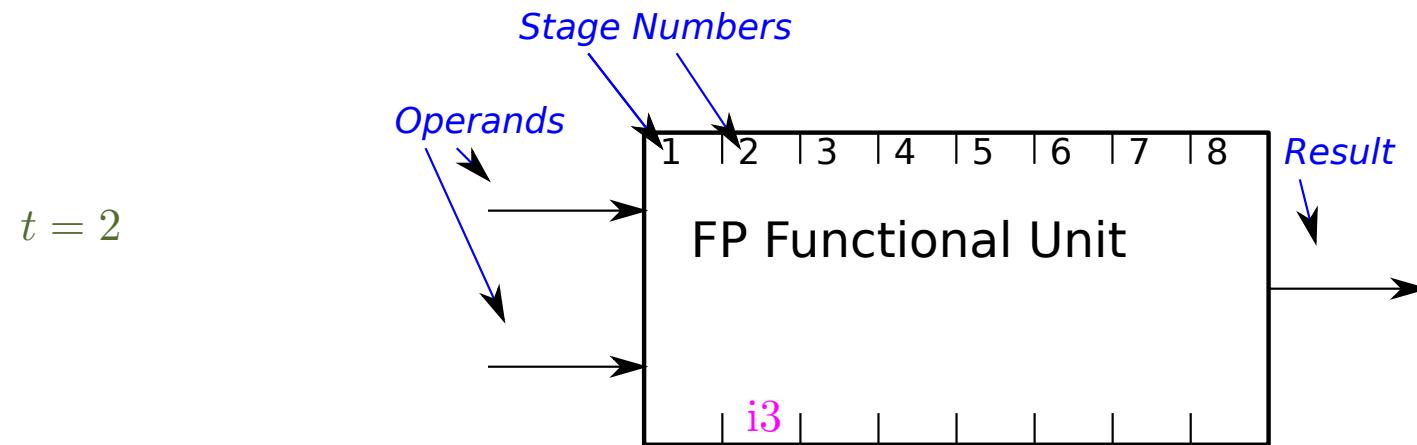 Stage Numbers
Operands
1 2 3 4 5 6 7 8
Result
t = 2
FP Functional Unit
i3